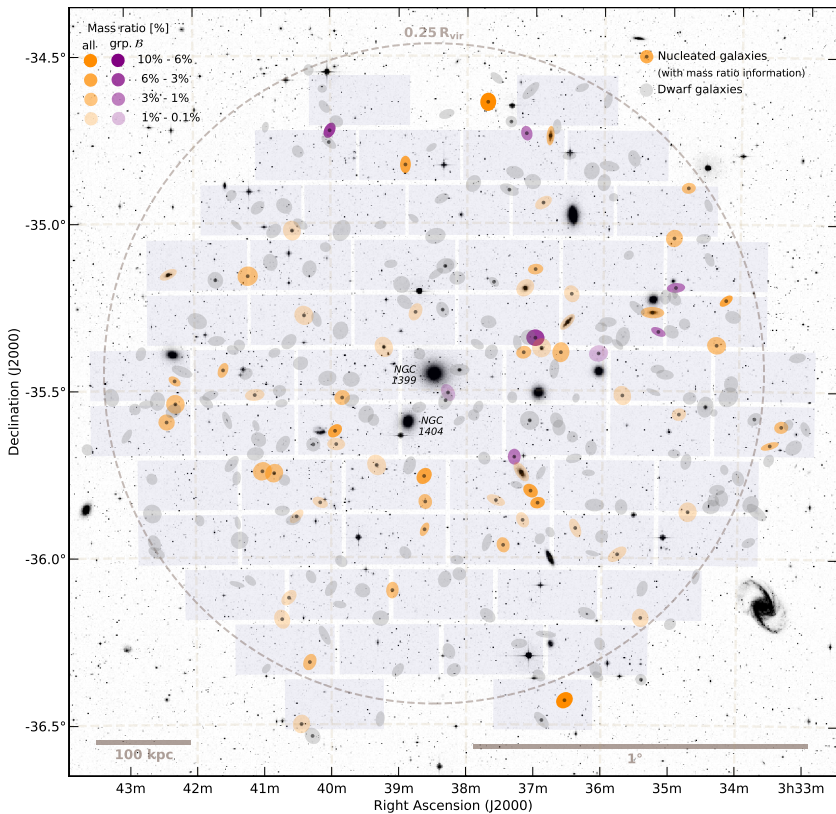 Mass ratio [%]
all grp. B
10% - 6%
6% - 3%
3% - 1%
1% - 0.1%
0.25 Rvir
Nucleated galaxies
(with mass ratio information)
Dwarf galaxies
-34.5°
-35.0°
-35.5°
-36.0°
-36.5°
Declination (J2000)
NGC
1399
NGC
1404
100 kpc
1°
43m 42m 41m 40m 39m 38m 37m 36m 35m 34m 3h33m
Right Ascension (J2000)